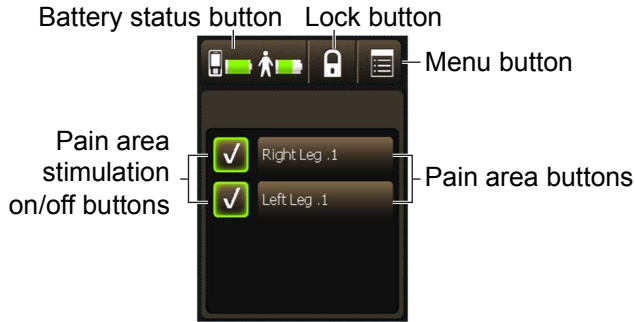 Battery status button
Lock button
Menu button
Pain area
stimulation
on/off buttons
Right Leg .1
Left Leg .1
Pain area buttons